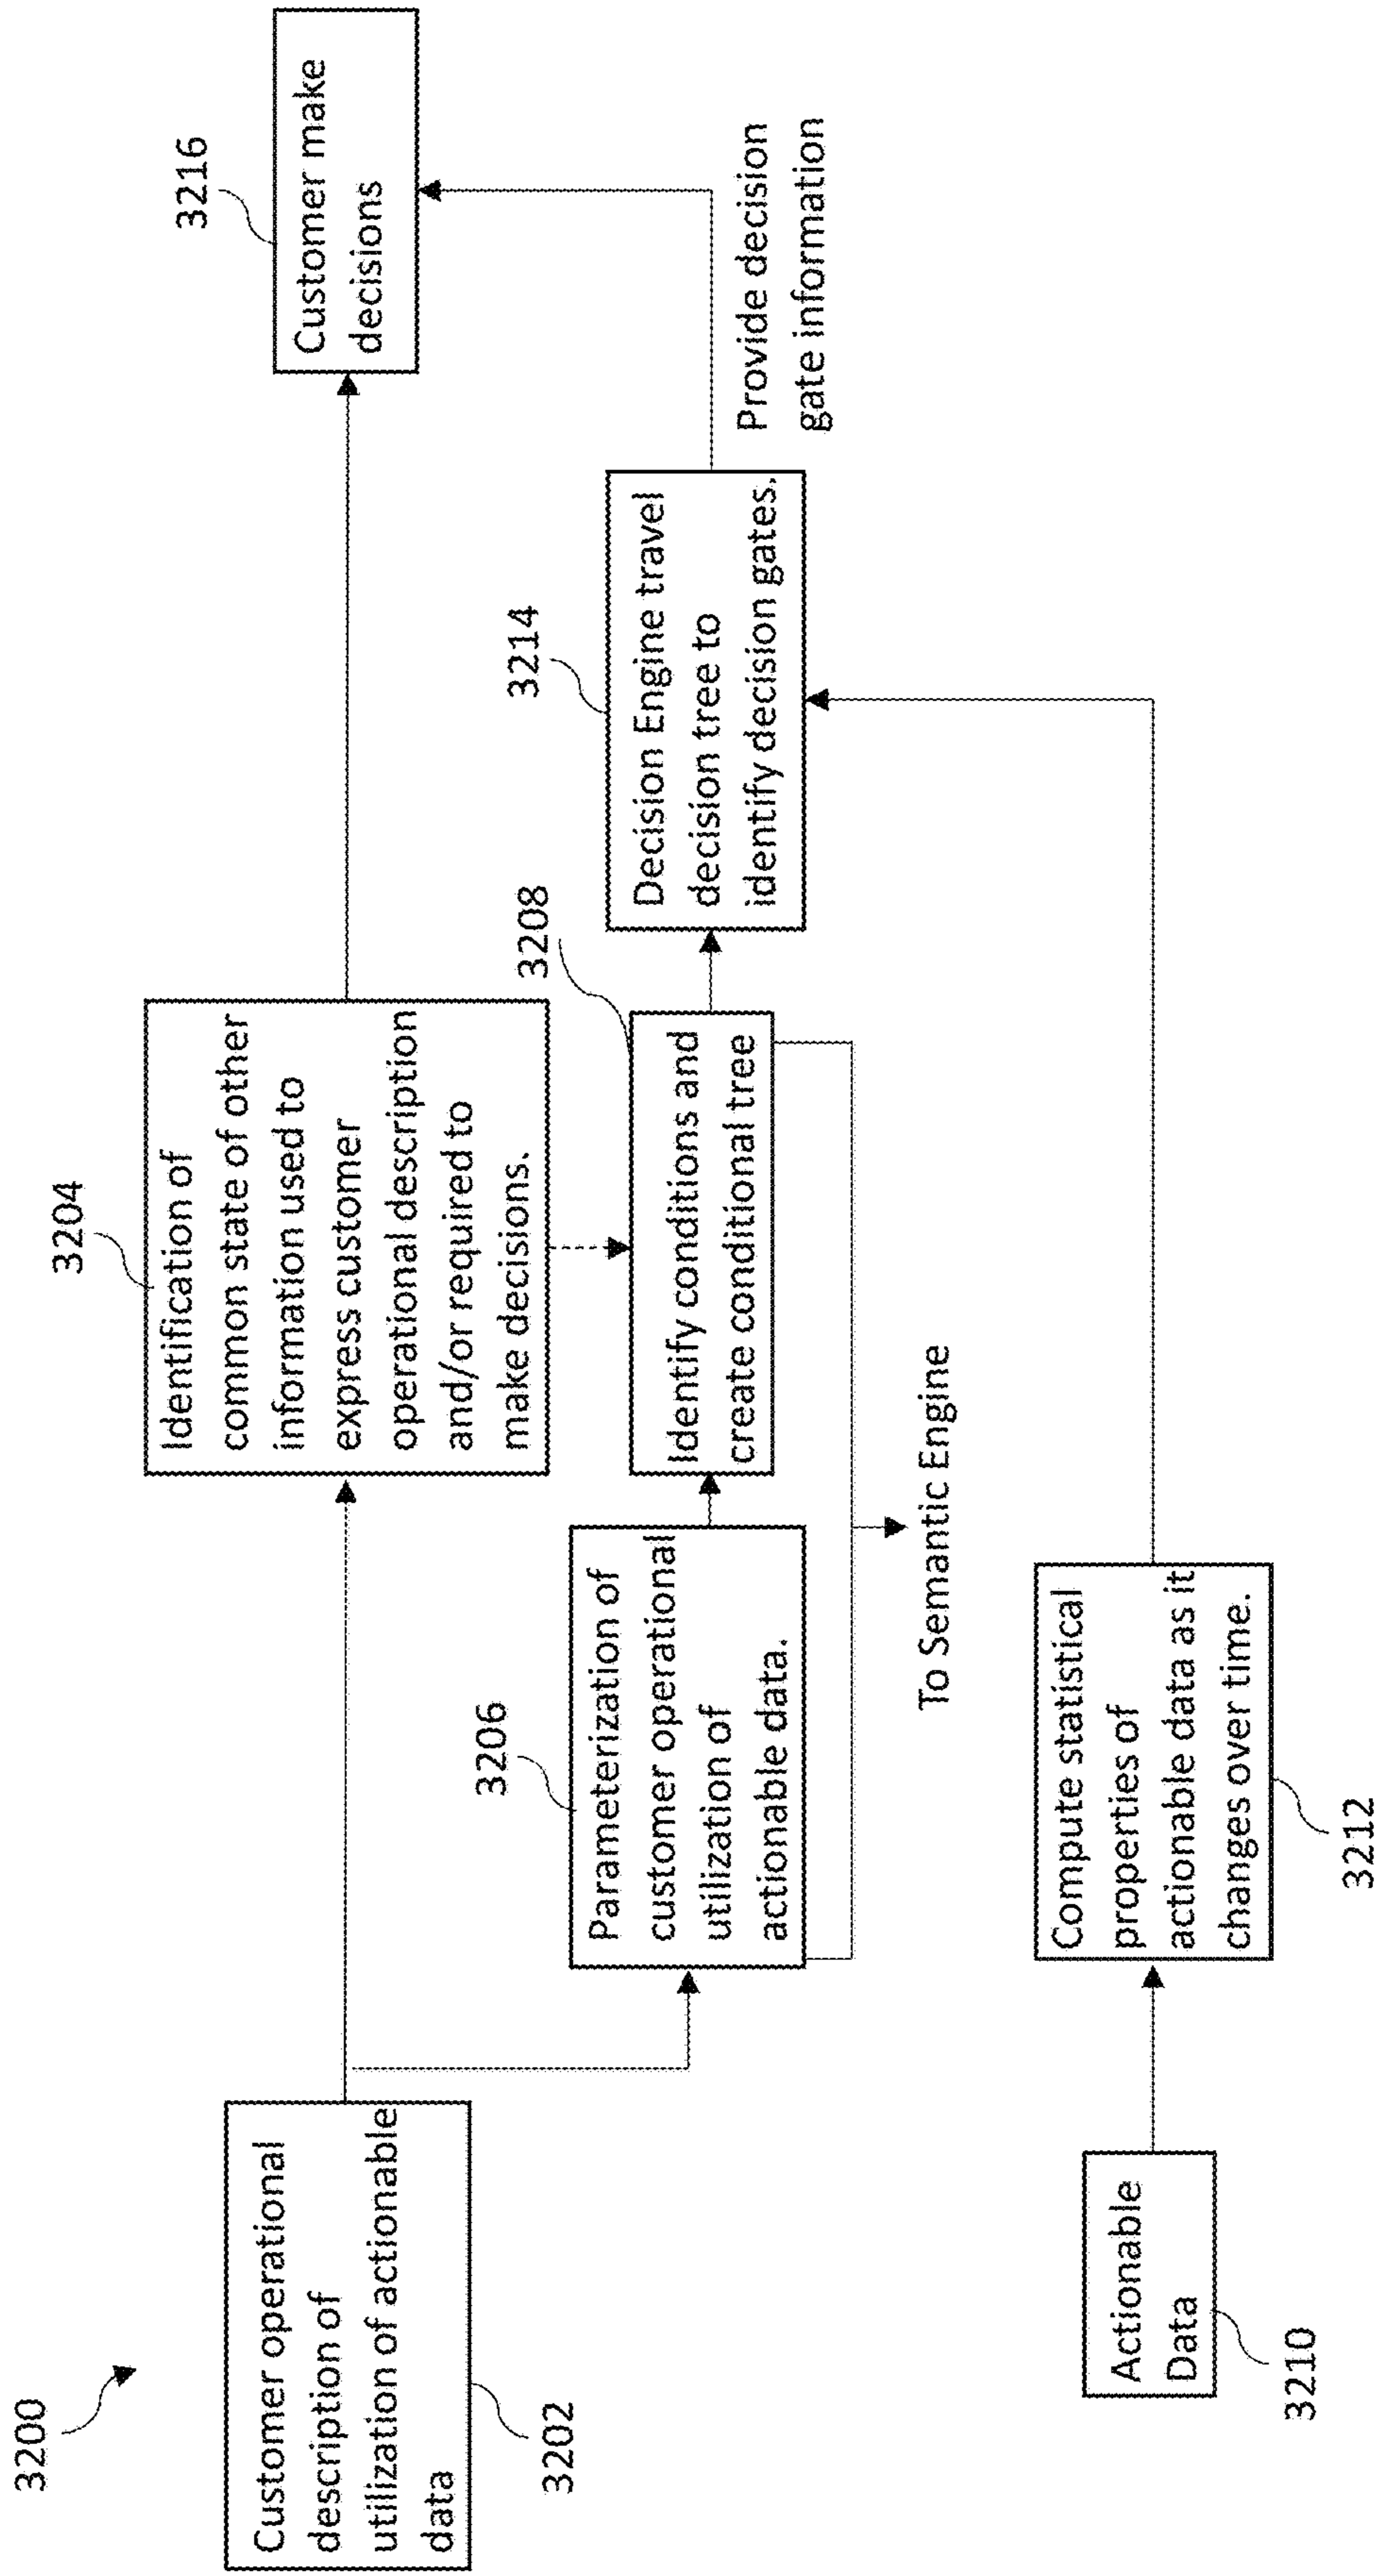 3200
Customer operational
description of
utilization of actionable
data
3202
3204
Identification of
common state of other
information used to
express customer
operational description
and/or required to
make decisions.
3216
Customer make
decisions
3206
Parameterization of
customer operational
utilization of
actionable data.
3208
Identify conditions and
create conditional tree
3214
Decision Engine travel
decision tree to
identify decision gates.
Provide decision
gate information
To Semantic Engine
Actionable
Data
3210
Compute statistical
properties of
actionable data as it
changes over time.
3212